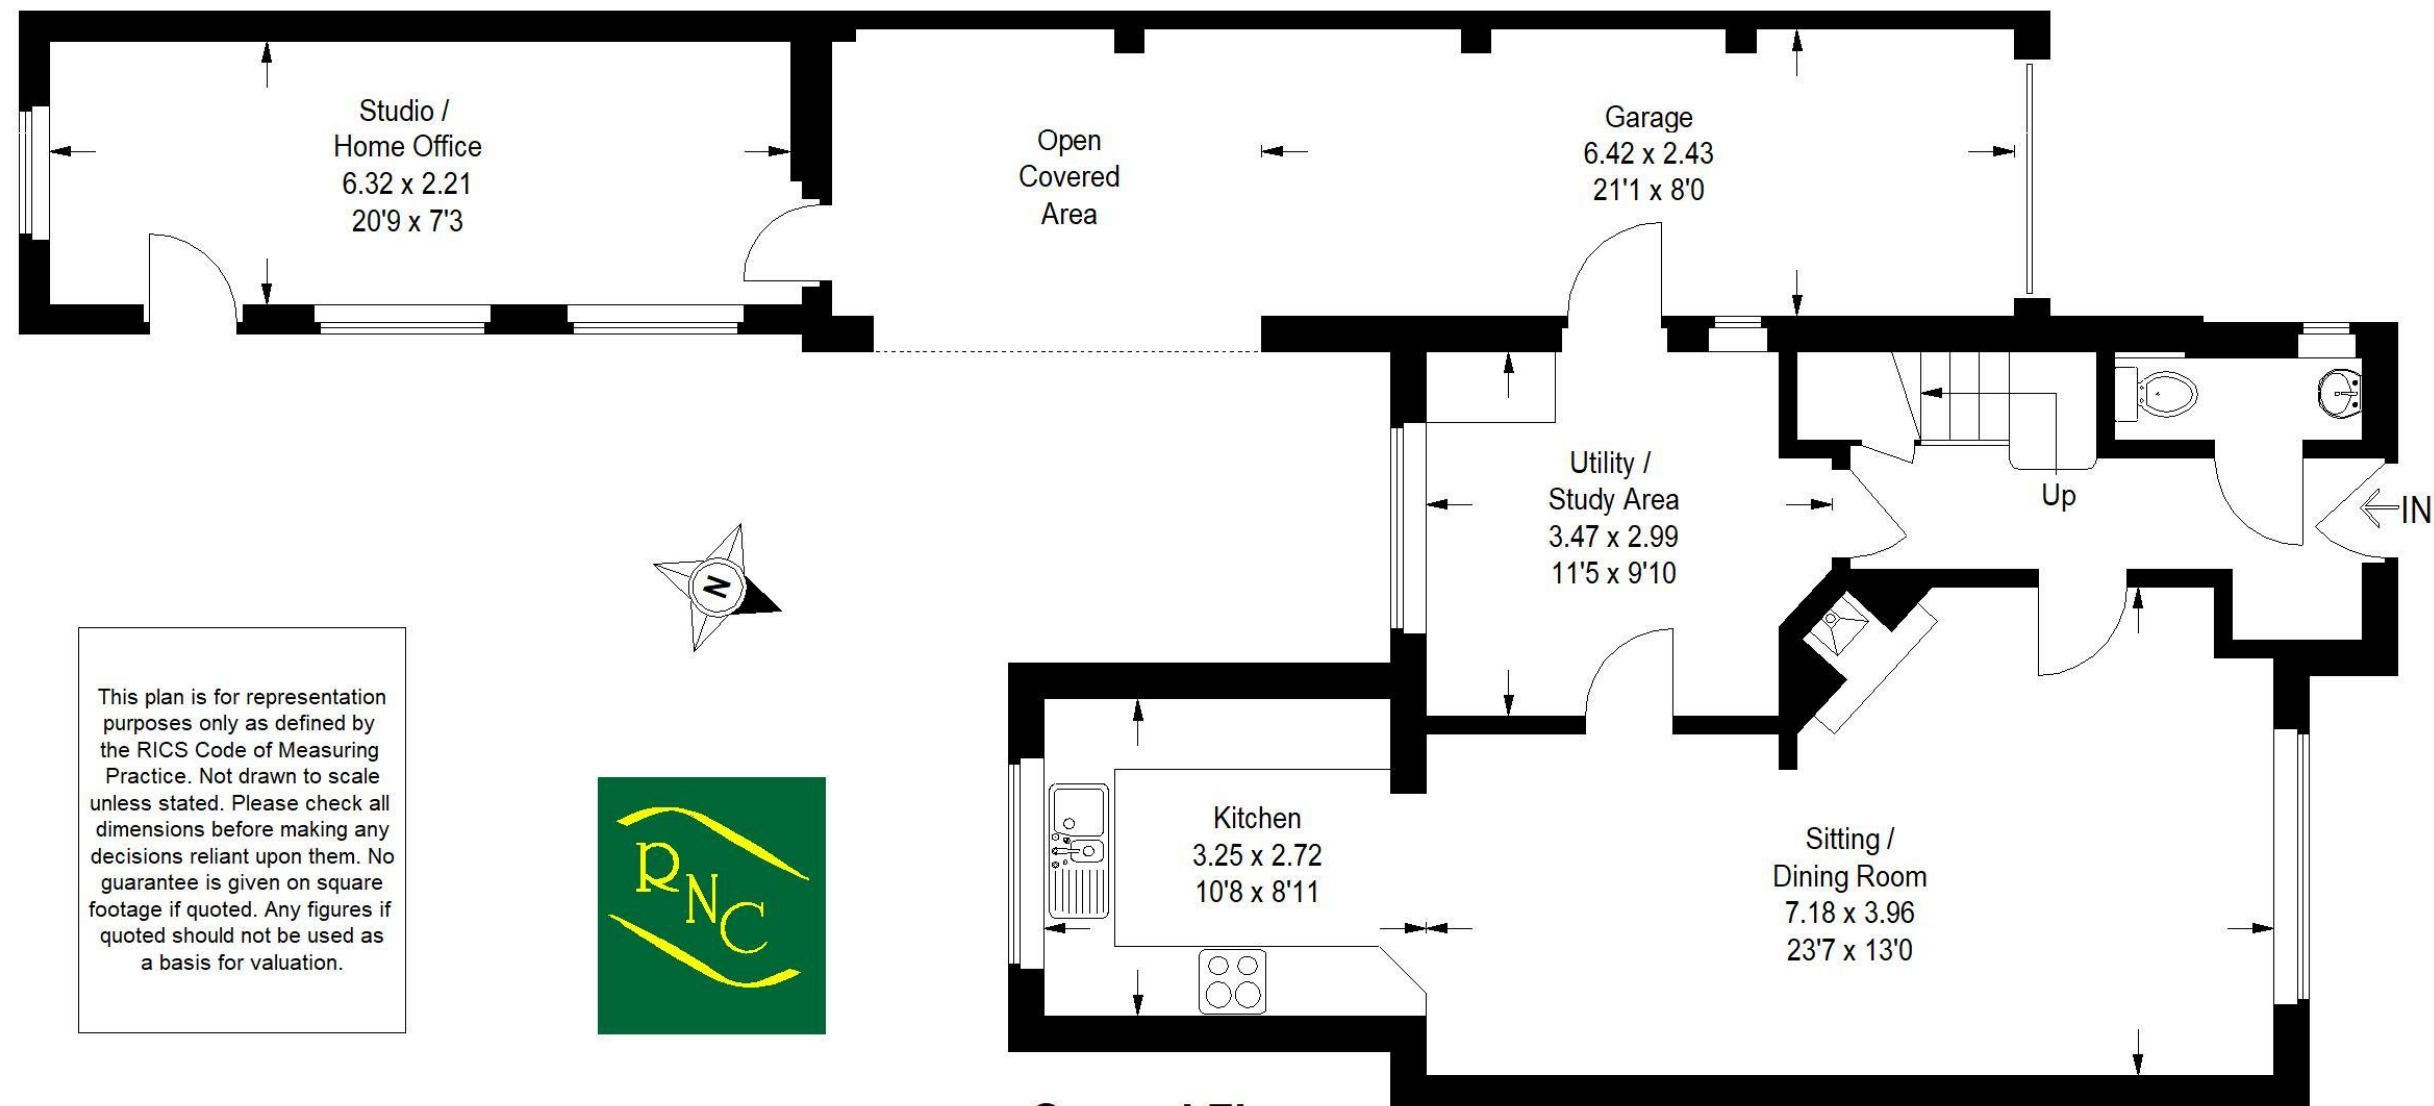 Studio /
Home Office
6.32 x 2.21
20'9 x 7'3
Open
Covered
Area
Garage
6.42 x 2.43
21'1 x 8'0
Utility /
Study Area
3.47 x 2.99
11'5 x 9'10
Up
IN
N
This plan is for representation
purposes only as defined by
the RICS Code of Measuring
Practice. Not drawn to scale
unless stated. Please check all
dimensions before making any
decisions reliant upon them. No
guarantee is given on square
footage if quoted. Any figures if
quoted should not be used as
a basis for valuation.
RNC
Kitchen
3.25 x 2.72
10'8 x 8'11
Sitting /
Dining Room
7.18 x 3.96
23'7 x 13'0